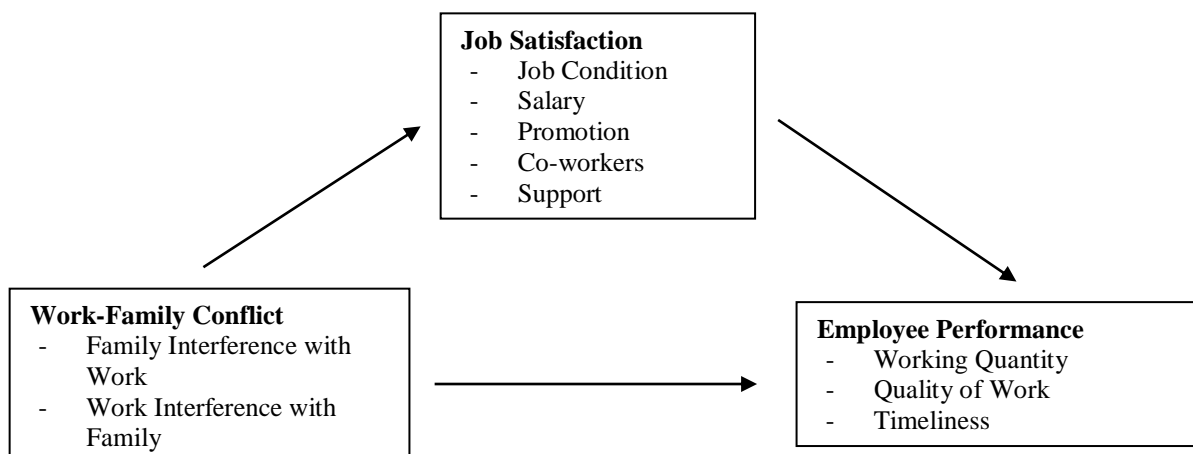 Job Satisfaction
- Job Condition
- Salary
- Promotion
- Co-workers
- Support
Work-Family Conflict
- Family Interference with
Work
- Work Interference with
Family
Employee Performance
- Working Quantity
- Quality of Work
- Timeliness